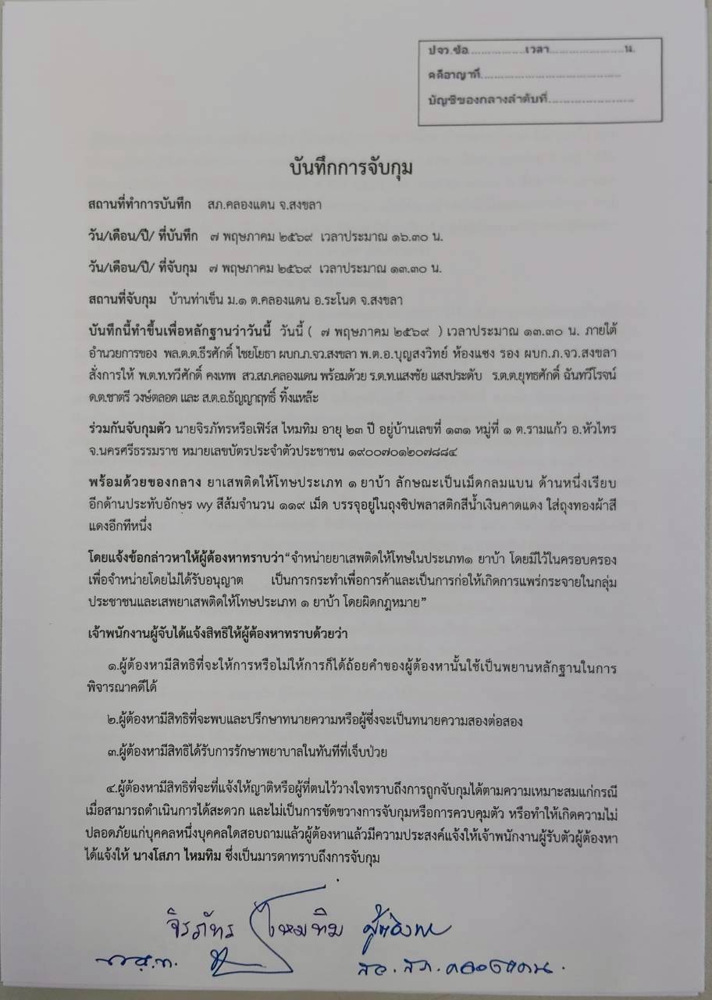 ปจว.ข้อ................เวลา......................น.
คดีอาญาที่..........................................
บัญชีของกลางลำดับที่..........................
บันทึกการจับกุม
สถานที่ทำการบันทึก สภ.คลองแดน จ.สงขลา
วัน/เดือน/ปี/ ที่บันทึก ๗ พฤษภาคม ๒๕๖๙ เวลาประมาณ ๑๖.๓๐ น.
วัน/เดือน/ปี/ ที่จับกุม ๗ พฤษภาคม ๒๕๖๙ เวลาประมาณ ๑๓.๓๐ น.
สถานที่จับกุม บ้านท่าเข็น ม.๑ ต.คลองแดน อ.ระโนด จ.สงขลา
บันทึกนี้ทำขึ้นเพื่อหลักฐานว่าวันนี้ วันนี้ ( ๗ พฤษภาคม ๒๕๖๙ ) เวลาประมาณ ๑๓.๓๐ น. ภายใต้
อำนวยการของ พล.ต.ต.ธีรศักดิ์ ไชยโยธา ผบก.ภ.จว.สงขลา พ.ต.อ.บุญสงวิทย์ ห้องแซง รอง ผบก.ภ.จว.สงขลา
สั่งการให้ พ.ต.ท.ทวีศักดิ์ คงเทพ สว.สภ.คลองแดน พร้อมด้วย ร.ต.ท.แสงชัย แสงประดับ ร.ต.ต.ยุทธศักดิ์ ฉันทวีโรจน์
ด.ต.ชาตรี วงษ์ตลอด และ ส.ต.อ.ธัญญาฤทธิ์ ทิ้งแหล๊ะ
ร่วมกันจับกุมตัว นายจิรภัทรหรือเฟิร์ส ไหมทิม อายุ ๒๓ ปี อยู่บ้านเลขที่ ๑๓๑ หมู่ที่ ๑ ต.รามแก้ว อ.หัวไทร
จ.นครศรีธรรมราช หมายเลขบัตรประจำตัวประชาชน ๑๙๐๐๗๐๑๒๐๗๘๘๔
พร้อมด้วยของกลาง ยาเสพติดให้โทษประเภท ๑ ยาบ้า ลักษณะเป็นเม็ดกลมแบน ด้านหนึ่งเรียบ
อีกด้านประทับอักษร wy สีส้มจำนวน ๑๑๙ เม็ด บรรจุอยู่ในถุงซิปพลาสติกสีน้ำเงินคาดแดง ใส่ถุงทองผ้าสี
แดงอีกทีหนึ่ง
โดยแจ้งข้อกล่าวหาให้ผู้ต้องหาทราบว่า“จำหน่ายยาเสพติดให้โทษในประเภท๑ ยาบ้า โดยมีไว้ในครอบครอง
เพื่อจำหน่ายโดยไม่ได้รับอนุญาต เป็นการกระทำเพื่อการค้าและเป็นการก่อให้เกิดการแพร่กระจายในกลุ่ม
ประชาชนและเสพยาเสพติดให้โทษประเภท ๑ ยาบ้า โดยผิดกฎหมาย”
เจ้าพนักงานผู้จับได้แจ้งสิทธิให้ผู้ต้องหาทราบด้วยว่า
๑.ผู้ต้องหามีสิทธิที่จะให้การหรือไม่ให้การก็ได้ถ้อยคำของผู้ต้องหานั้นใช้เป็นพยานหลักฐานในการ
พิจารณาคดีได้
๒.ผู้ต้องหามีสิทธิที่จะพบและปรึกษาทนายความหรือผู้ซึ่งจะเป็นทนายความสองต่อสอง
๓.ผู้ต้องหามีสิทธิได้รับการรักษาพยาบาลในทันทีที่เจ็บป่วย
๔.ผู้ต้องหามีสิทธิที่จะที่แจ้งให้ญาติหรือผู้ที่ตนไว้วางใจทราบถึงการถูกจับกุมได้ตามความเหมาะสมแก่กรณี
เมื่อสามารถดำเนินการได้สะดวก และไม่เป็นการขัดขวางการจับกุมหรือการควบคุมตัว หรือทำให้เกิดความไม่
ปลอดภัยแก่บุคคลหนึ่งบุคคลใดสอบถามแล้วผู้ต้องหาแล้วมีความประสงค์แจ้งให้เจ้าพนักงานผู้รับตัวผู้ต้องหา
ได้แจ้งให้ นางโสภา ไหมทิม ซึ่งเป็นมารดาทราบถึงการจับกุม
จิรภัทร ไหมทิม ผู้ต้องหา
สว.สภ.คลองแดน.